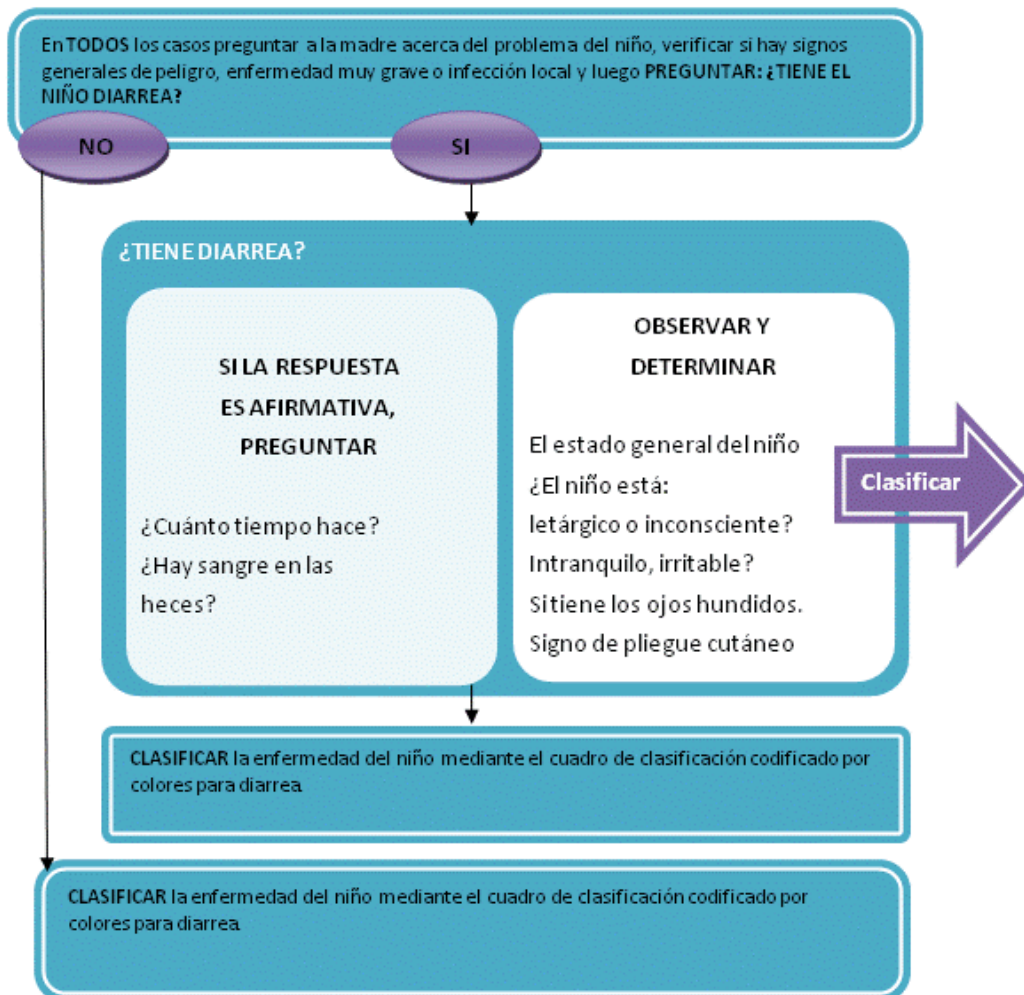 En TODOS los casos preguntar a la madre acerca del problema del niño, verificar si hay signos
generales de peligro, enfermedad muy grave o infección local y luego PREGUNTAR: ¿TIENE EL
NIÑO DIARREA?
NO
SI
¿TIENE DIARREA?
SI LA RESPUESTA
ES AFIRMATIVA,
PREGUNTAR
¿Cuánto tiempo hace?
¿Hay sangre en las
heces?
OBSERVAR Y
DETERMINAR
El estado general del niño
¿El niño está:
letárgico o inconsciente?
Intranquilo, irritable?
Si tiene los ojos hundidos.
Signo de pliegue cutáneo
Clasificar
CLASIFICAR la enfermedad del niño mediante el cuadro de clasificación codificado por
colores para diarrea
CLASIFICAR la enfermedad del niño mediante el cuadro de clasificación codificado por
colores para diarrea